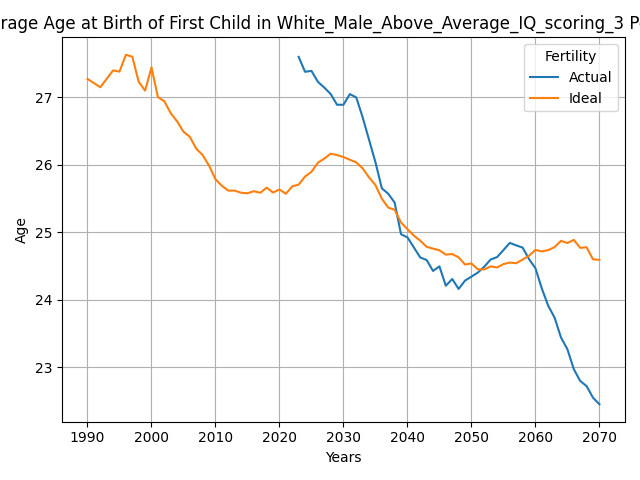 rage Age at Birth of First Child in White_Male_Above_Average_IQ_scoring_3 P
Fertility
Actual
Ideal
27
26
25
24
23
Age
1990 2000 2010 2020 2030 2040 2050 2060 2070
Years